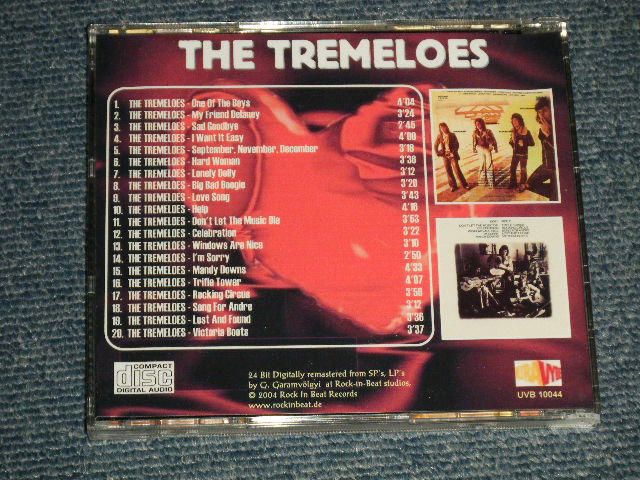 THE TREMELOES
1. THE TREMELOES - One Of The Boys 4'04
2. THE TREMELOES - My Friend Delaney 3'24
3. THE TREMELOES - Sad Goodbye 2'45
4. THE TREMELOES - I Want It Easy 4'00
5. THE TREMELOES - September, November, December 3'18
6. THE TREMELOES - Hard Woman 3'38
7. THE TREMELOES - Lonely Dolly 3'12
8. THE TREMELOES - Big Bad Boogie 3'20
9. THE TREMELOES - Love Song 3'43
10. THE TREMELOES - Help 4'16
11. THE TREMELOES - Don't Let The Music Die 3'53
12. THE TREMELOES - Celebration 3'22
13. THE TREMELOES - Windows Are Nice 3'10
14. THE TREMELOES - I'm Sorry 2'50
15. THE TREMELOES - Mandy Downs 4'33
16. THE TREMELOES - Trifle Tower 4'07
17. THE TREMELOES - Rocking Circus 3'50
18. THE TREMELOES - Song For Andre 3'12
19. THE TREMELOES - Lost And Found 3'36
20. THE TREMELOES - Victoria Boots 3'37
COMPACT
disc
DIGITAL AUDIO
24 Bit Digitally remastered from SP's, LP's
by G. Garamvölgyi at Rock-in-Beat studios.
© 2004 Rock In Beat Records
www.rockinbeat.de
UVB 10044